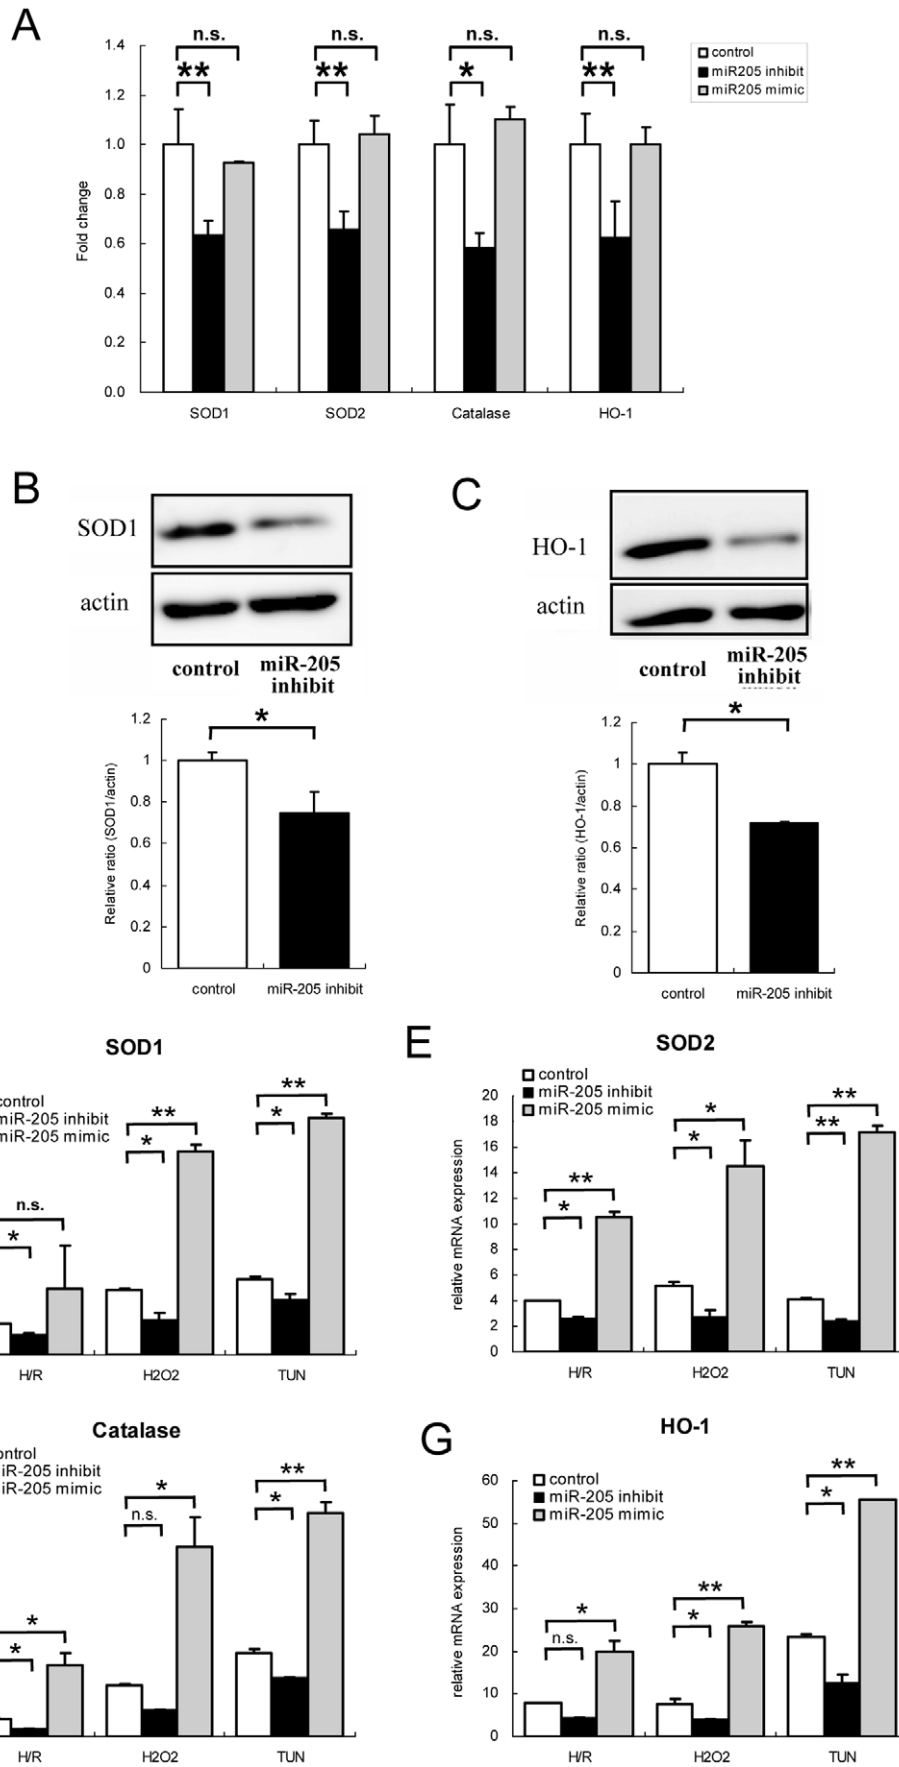 A
n.s.
n.s.
n.s.
n.s.
**
**
*
**
control
miR205 inhibit
miR205 mimic
1.4
1.2
1.0
0.8
0.6
0.4
0.2
0.0
Fold change
SOD1
SOD2
Catalase
HO-1
B
SOD1
actin
control
miR-205
inhibit
*
1.2
1
0.8
0.6
0.4
0.2
0
Relative ratio (SOD1/actin)
control
miR-205 inhibit
C
HO-1
actin
control
miR-205
inhibit
*
1.2
1
0.8
0.6
0.4
0.2
0
Relative ratio (HO-1/actin)
control
miR-205 inhibit
SOD1
control
miR-205 inhibit
miR-205 mimic
n.s.
*
**
*
**
*
H/R
H2O2
TUN
E
SOD2
control
miR-205 inhibit
miR-205 mimic
20
18
16
14
12
10
8
6
4
2
0
relative mRNA expression
**
*
*
*
**
**
H/R
H2O2
TUN
Catalase
ontrol
iR-205 inhibit
iR-205 mimic
*
*
*
n.s.
**
*
H/R
H2O2
TUN
G
HO-1
control
miR-205 inhibit
miR-205 mimic
60
50
40
30
20
10
0
relative mRNA expression
*
n.s.
**
*
**
*
H/R
H2O2
TUN